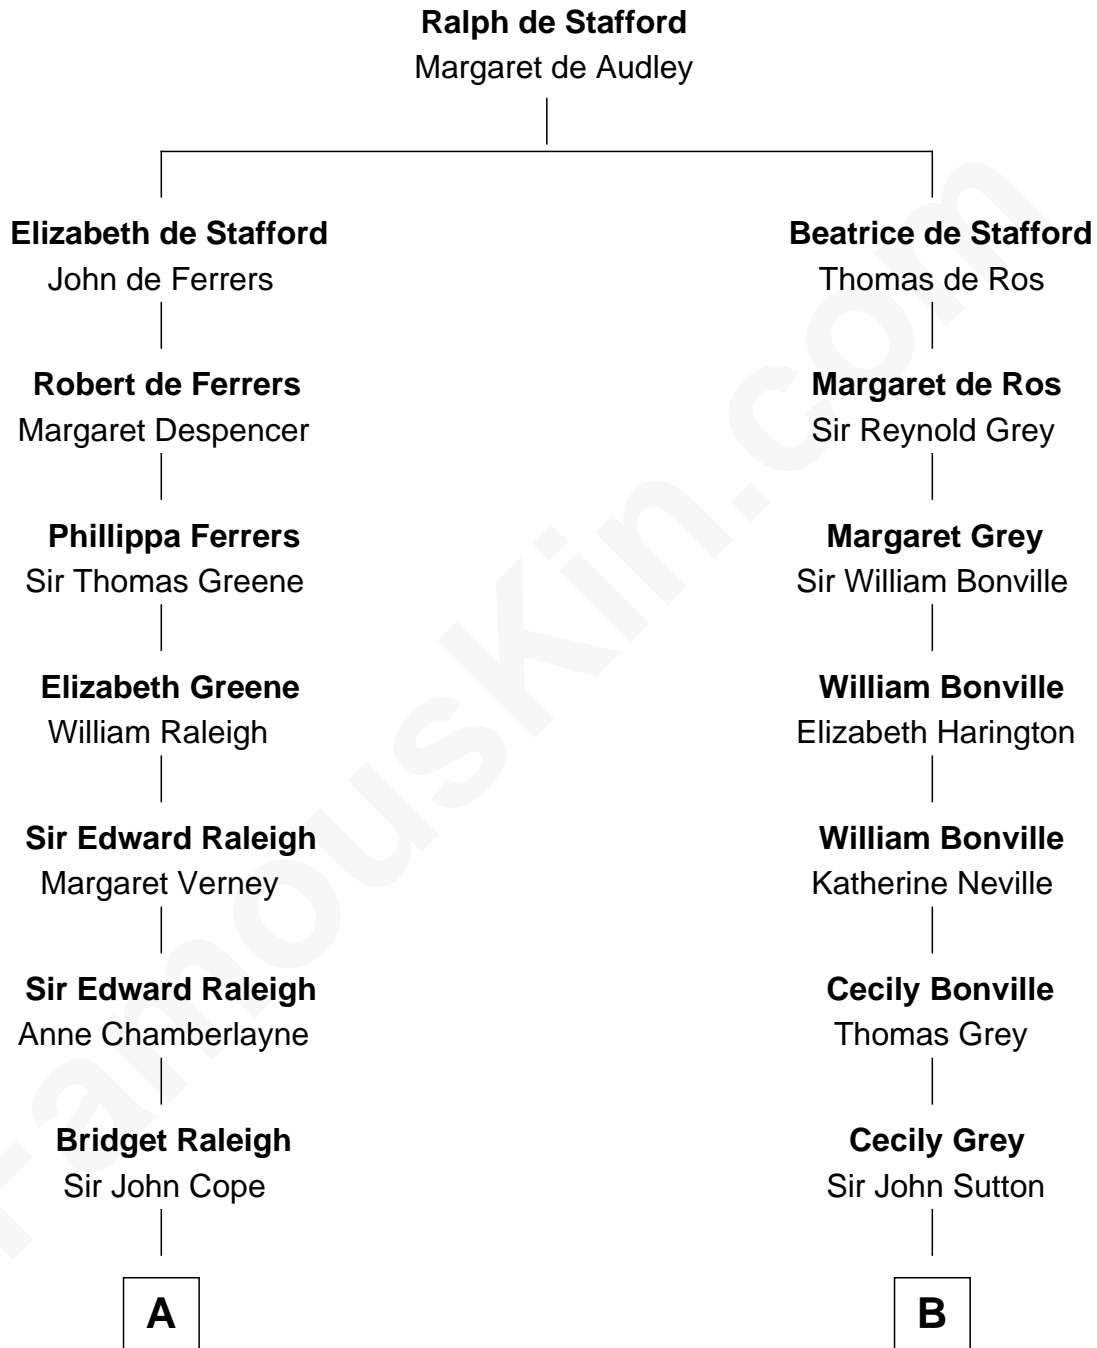 Ralph de Stafford
Margaret de Audley
Elizabeth de Stafford
John de Ferrers
Beatrice de Stafford
Thomas de Ros
Robert de Ferrers
Margaret Despencer
Margaret de Ros
Sir Reynold Grey
Phillippa Ferrers
Sir Thomas Greene
Margaret Grey
Sir William Bonville
Elizabeth Greene
William Raleigh
William Bonville
Elizabeth Harington
Sir Edward Raleigh
Margaret Verney
William Bonville
Katherine Neville
Sir Edward Raleigh
Anne Chamberlayne
Cecily Bonville
Thomas Grey
Bridget Raleigh
Sir John Cope
Cecily Grey
Sir John Sutton
A
B
FamousKin.com